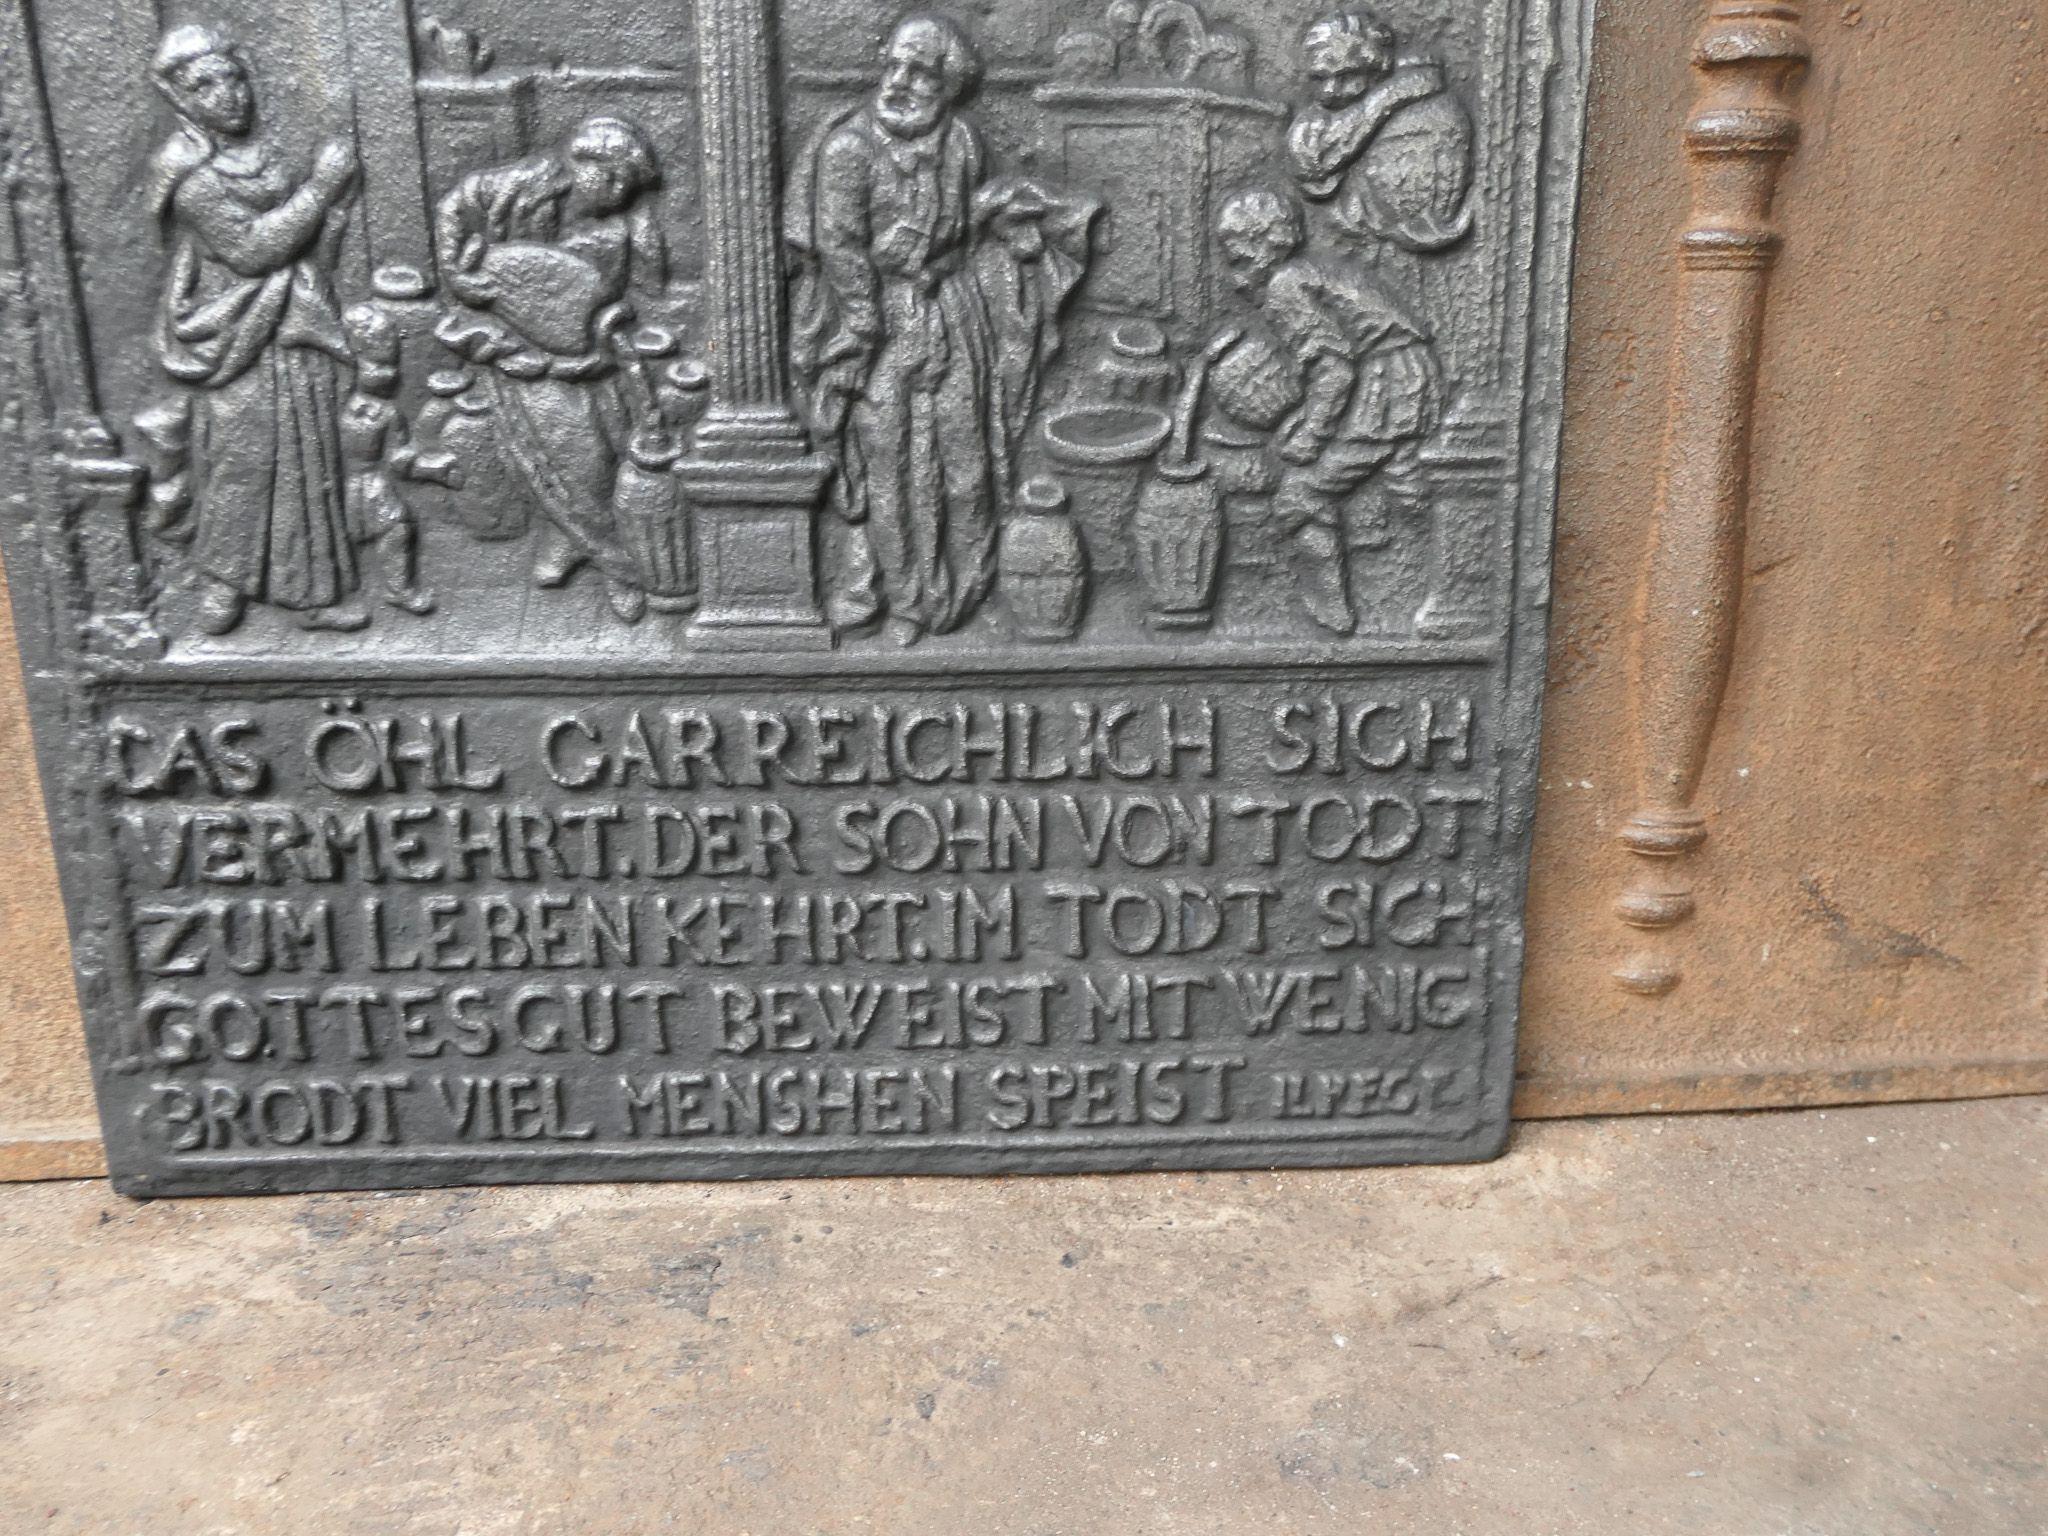 DAS ÖHL GAR REICHLICH SICH
VERMEHRT. DER SOHN VON TODT
ZUM LEBEN KEHRT. IM TODT SICH
GOTTES GUT BEWEIST MIT WENIG
BRODT VIEL MENSHEN SPEIST